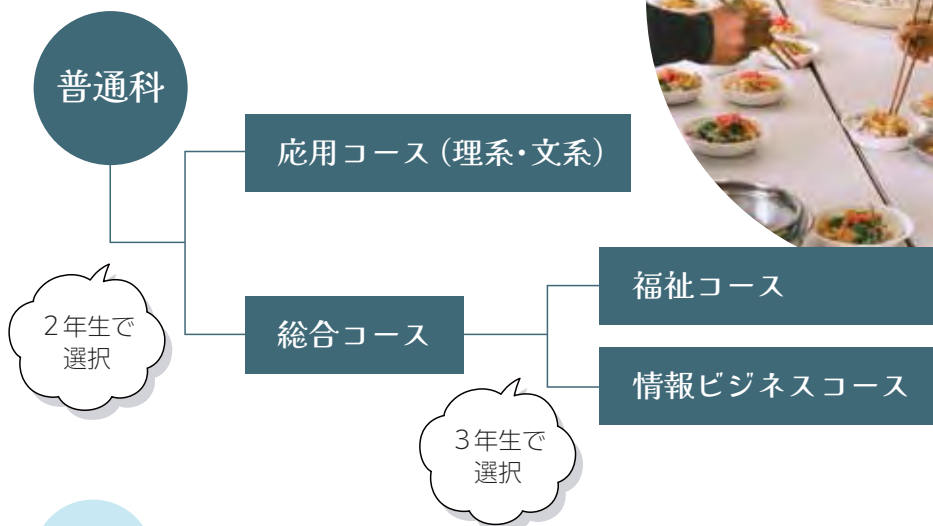 普通科
応用コース（理系・文系）
2年生で
選択
総合コース
福祉コース
情報ビジネスコース
3年生で
選択